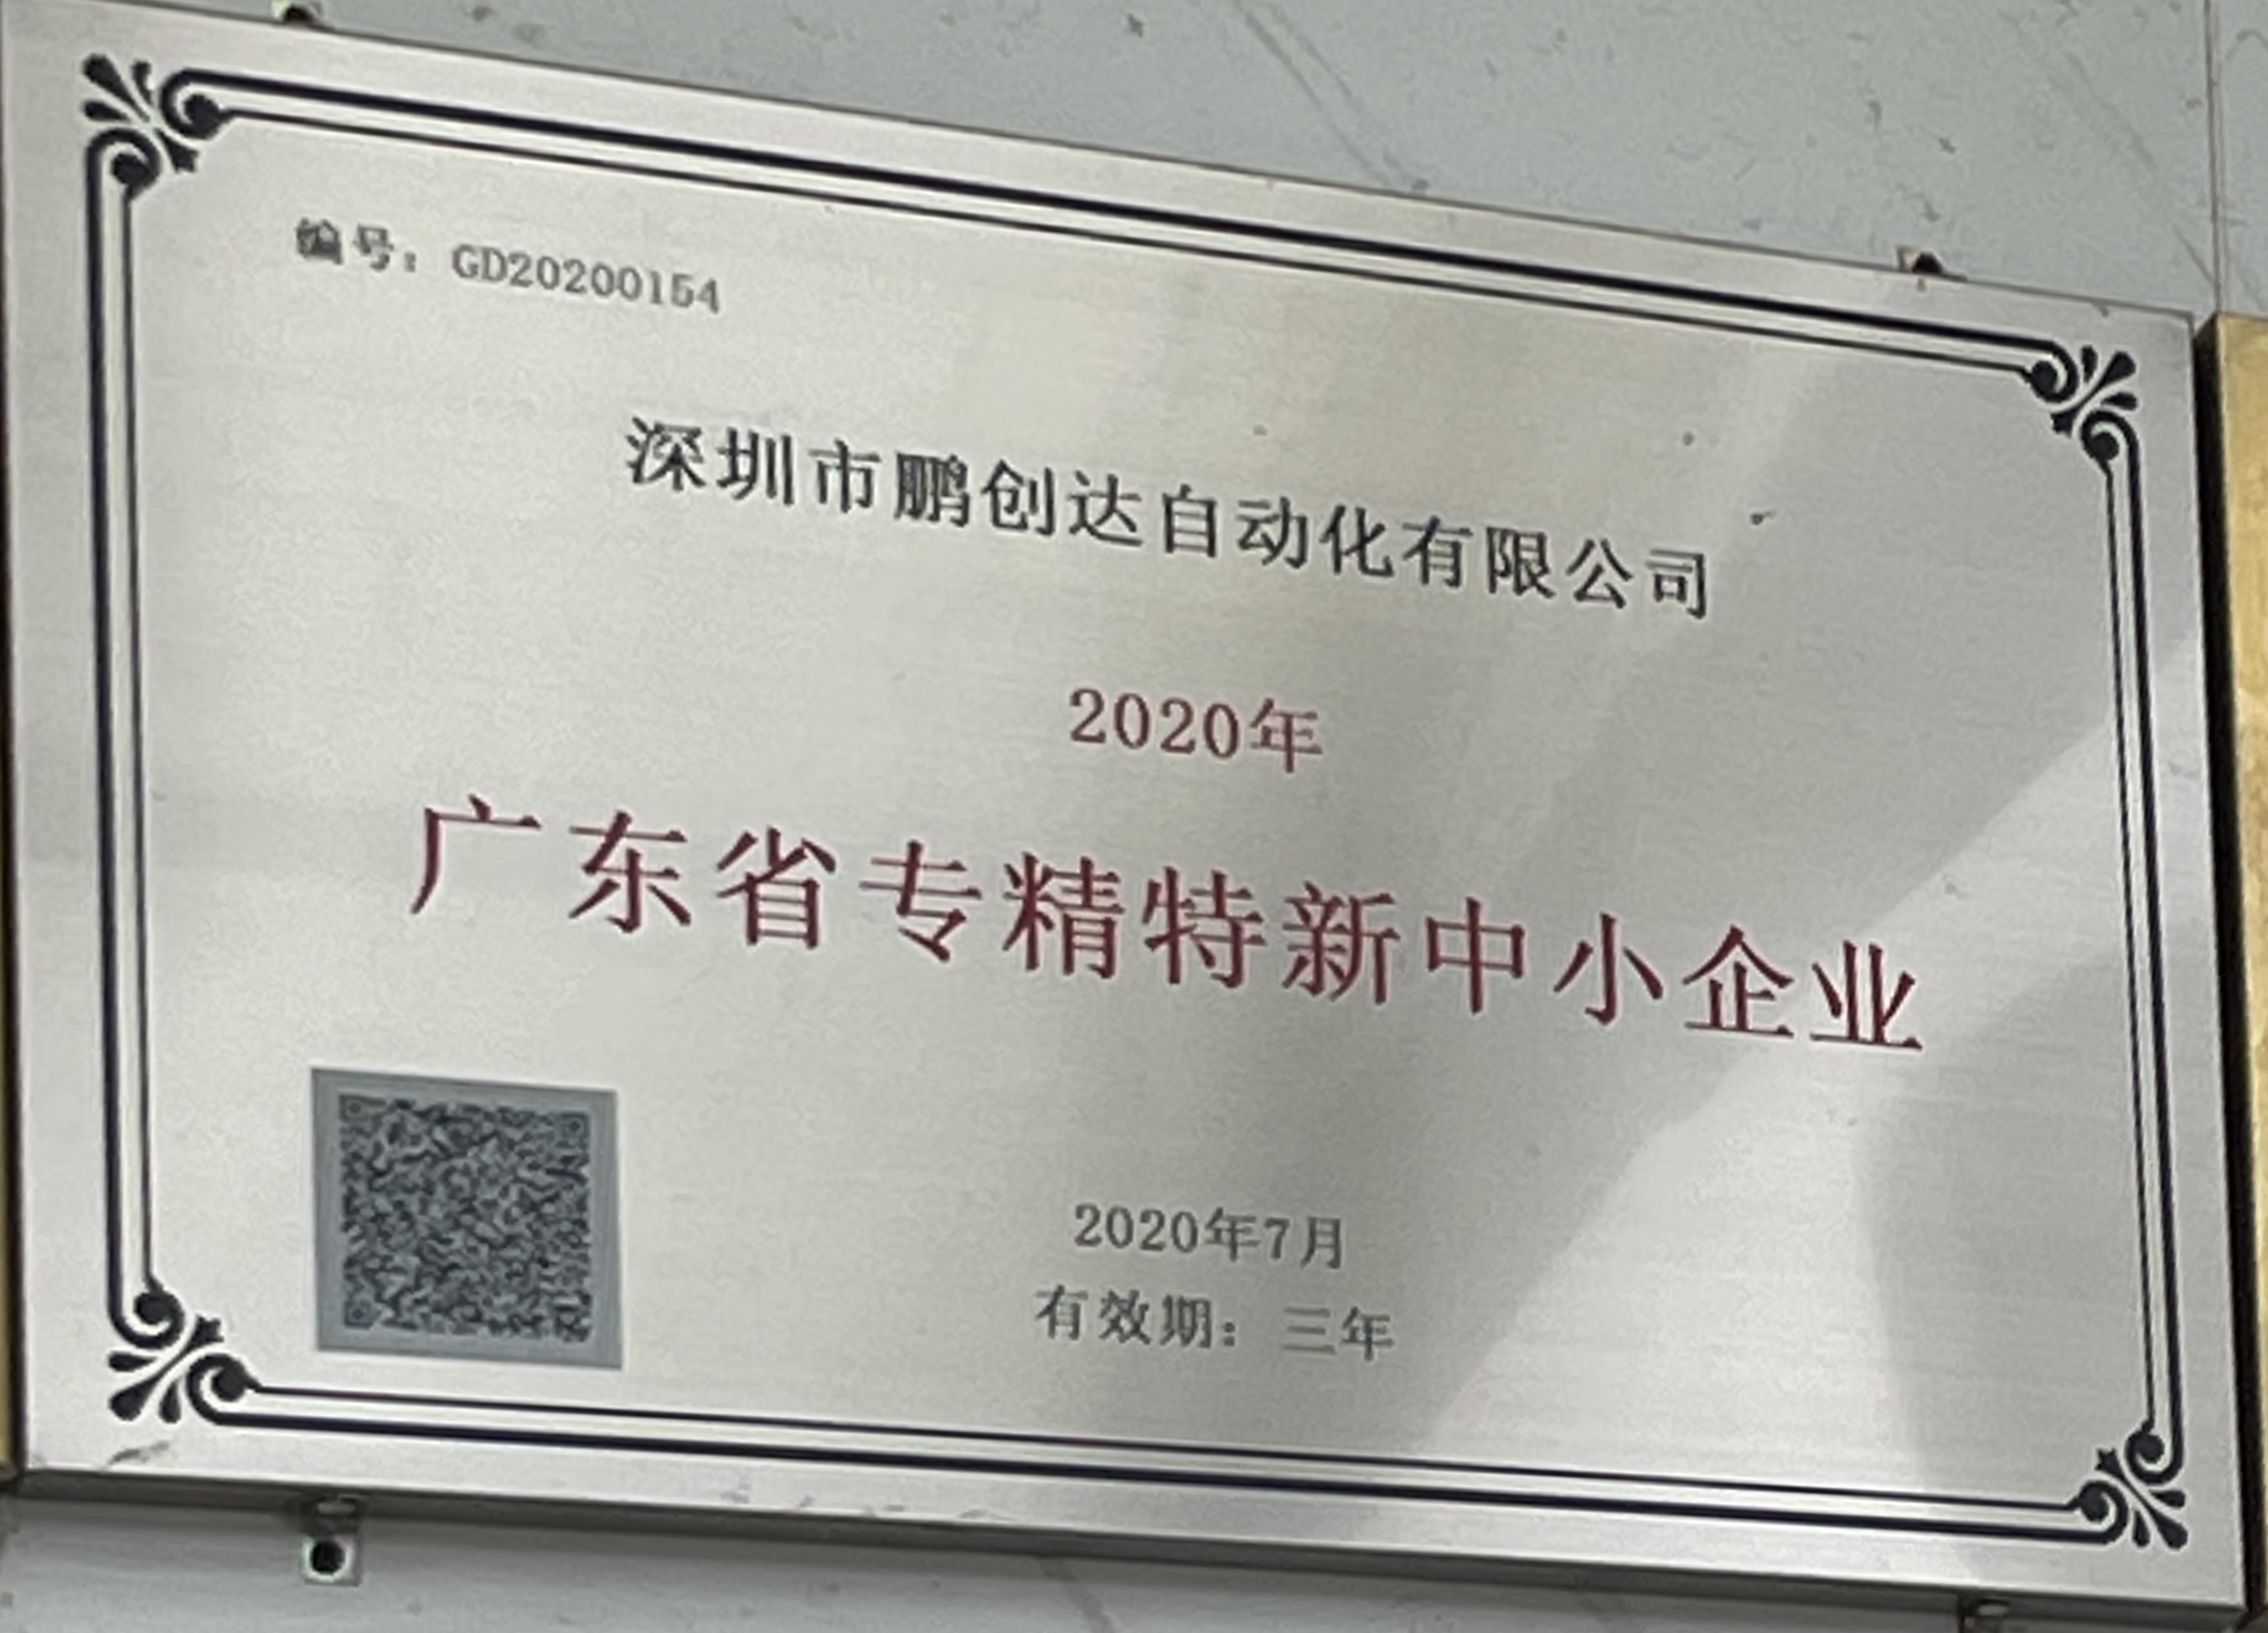 编号：GD20200154
深圳市鹏创达自动化有限公司
2020年
广东省专精特新中小企业
2020年7月
有效期：三年